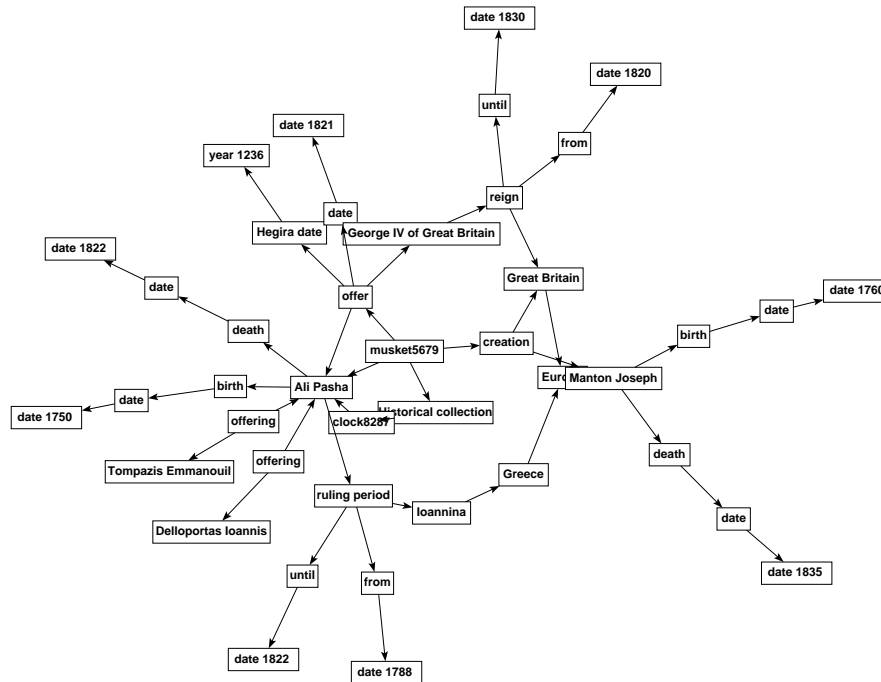 date 1830
date 1820
until
date 1821
from
year 1236
reign
date
Hegira date
George IV of Great Britain
date 1822
Great Britain
date
offer
date 1760
date
death
birth
creation
musket5679
Manton Joseph
birth
Ali Pasha
date
date 1750
Historical collection
offering
clock8287
death
offering
Tompazis Emmanouil
Greece
ruling period
Ioannina
date
Delloportas Ioannis
until
from
date 1835
date 1822
date 1788